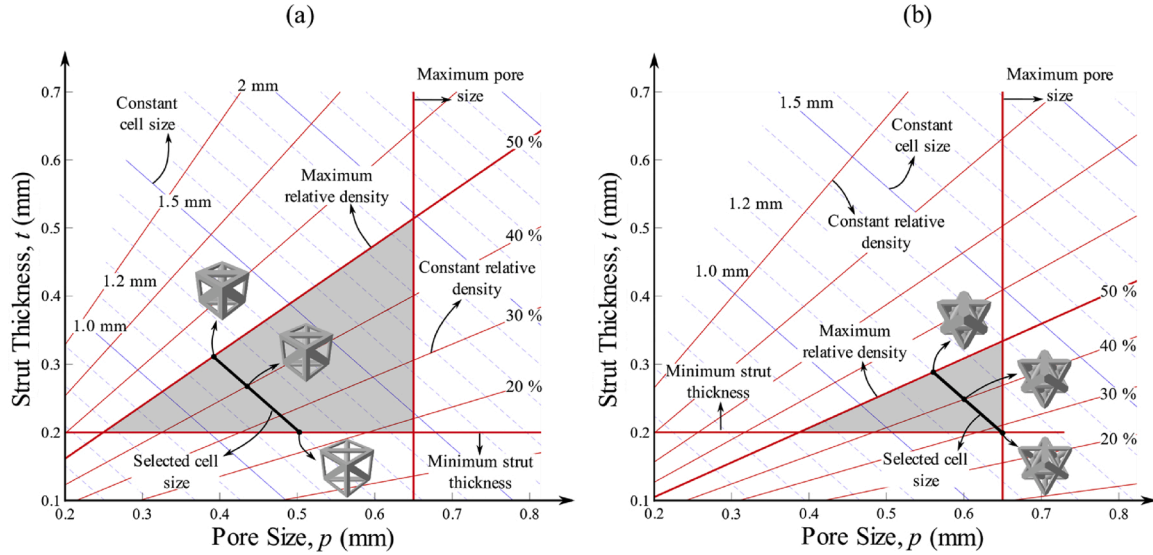 (a)
2 mm
Maximum pore
size
Constant
cell size
50 %
Maximum
relative density
1.5 mm
40 %
Constant relative
density
1.2 mm
30 %
1.0 mm
20 %
Selected cell
size
Minimum strut
thickness
Strut Thickness, t (mm)
0.7
0.6
0.5
0.4
0.3
0.2
0.1
0.2
0.3
0.4
0.5
0.6
0.7
0.8
Pore Size, p (mm)
(b)
1.5 mm
Maximum pore
size
Constant
cell size
1.2 mm
Constant relative
density
1.0 mm
50 %
Maximum
relative density
40 %
Minimum strut
thickness
30 %
20 %
Selected cell
size
Strut Thickness, t (mm)
0.7
0.6
0.5
0.4
0.3
0.2
0.1
0.2
0.3
0.4
0.5
0.6
0.7
0.8
Pore Size, p (mm)